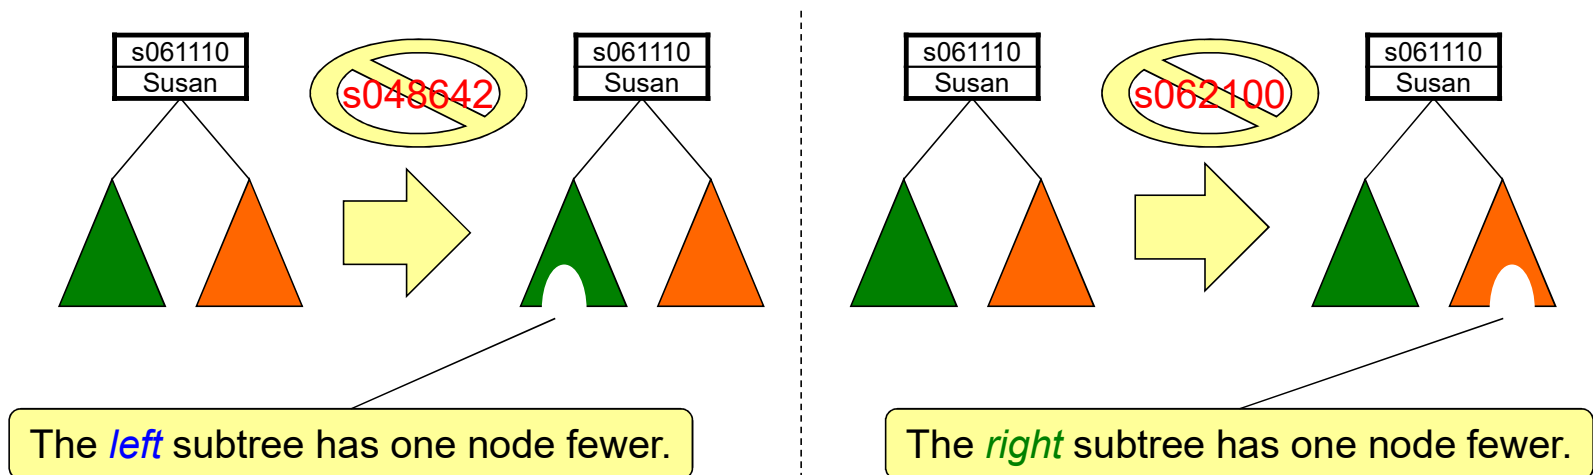 s061110
Susan
s048642
s061110
Susan
The left subtree has one node fewer.
s061110
Susan
s062100
s061110
Susan
The right subtree has one node fewer.